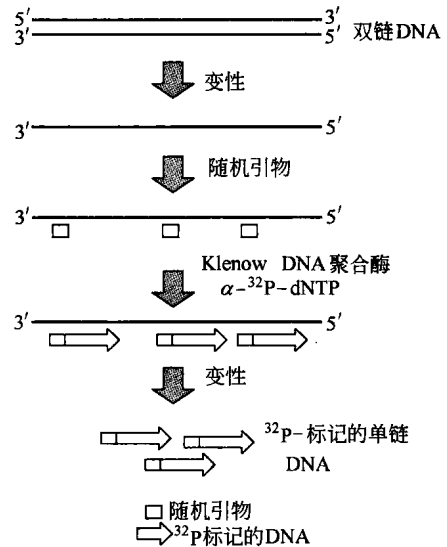 5′ 3′
3′ 5′ 双链DNA
变性
3′ 5′
随机引物
3′ 5′
Klenow DNA聚合酶
α-³²P-dNTP
3′ 5′
变性
³²P-标记的单链
DNA
随机引物
³²P标记的DNA